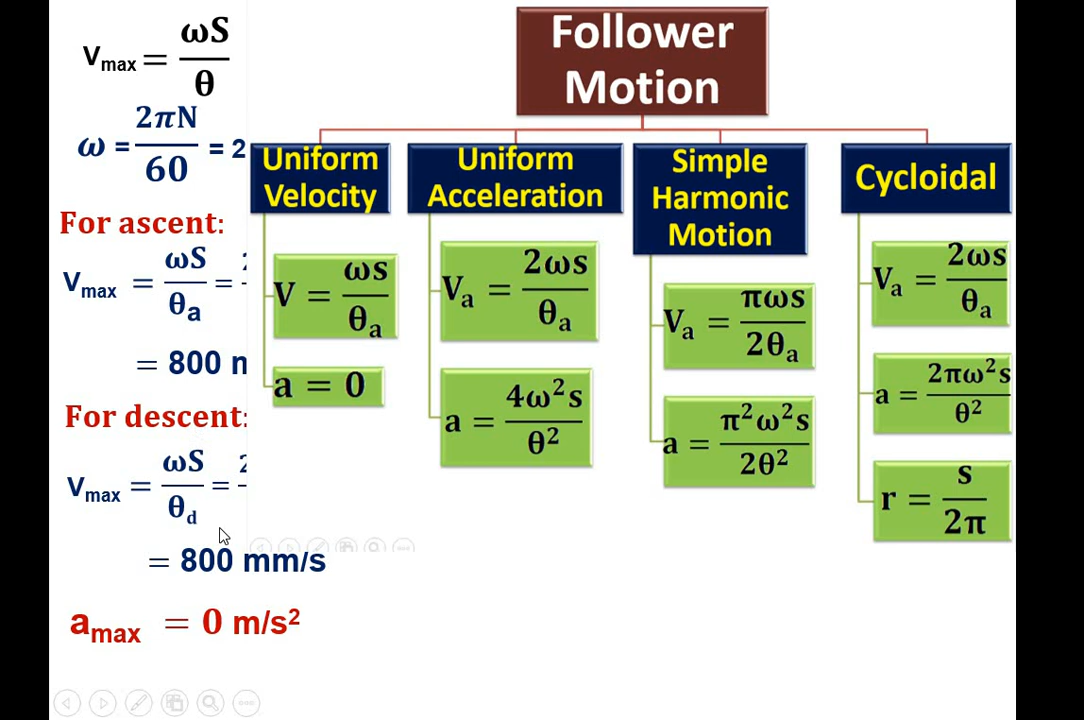 Vmax = ωS/θ
ω = 2πN/60 = 2
For ascent:
Vmax = ωS/θa =
= 800 m
For descent:
Vmax = ωS/θd =
= 800 mm/s
amax = 0 m/s²
Follower
Motion
Uniform
Velocity
V = ωs/θa
a = 0
Uniform
Acceleration
Va = 2ωs/θa
a = 4ω²s/θ²
Simple
Harmonic
Motion
Va = πωs/2θa
a = π²ω²s/2θ²
Cycloidal
Va = 2ωs/θa
a = 2πω²s/θ²
r = s/2π